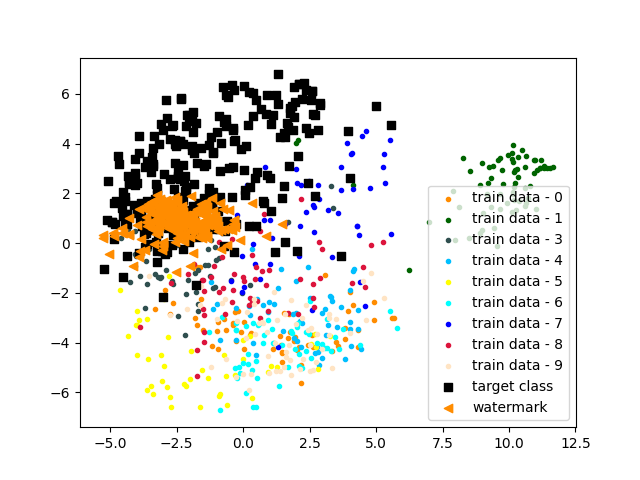 6
4
2
0
−2
−4
−6
−5.0 −2.5 0.0 2.5 5.0 7.5 10.0 12.5
train data - 0
train data - 1
train data - 3
train data - 4
train data - 5
train data - 6
train data - 7
train data - 8
train data - 9
target class
watermark